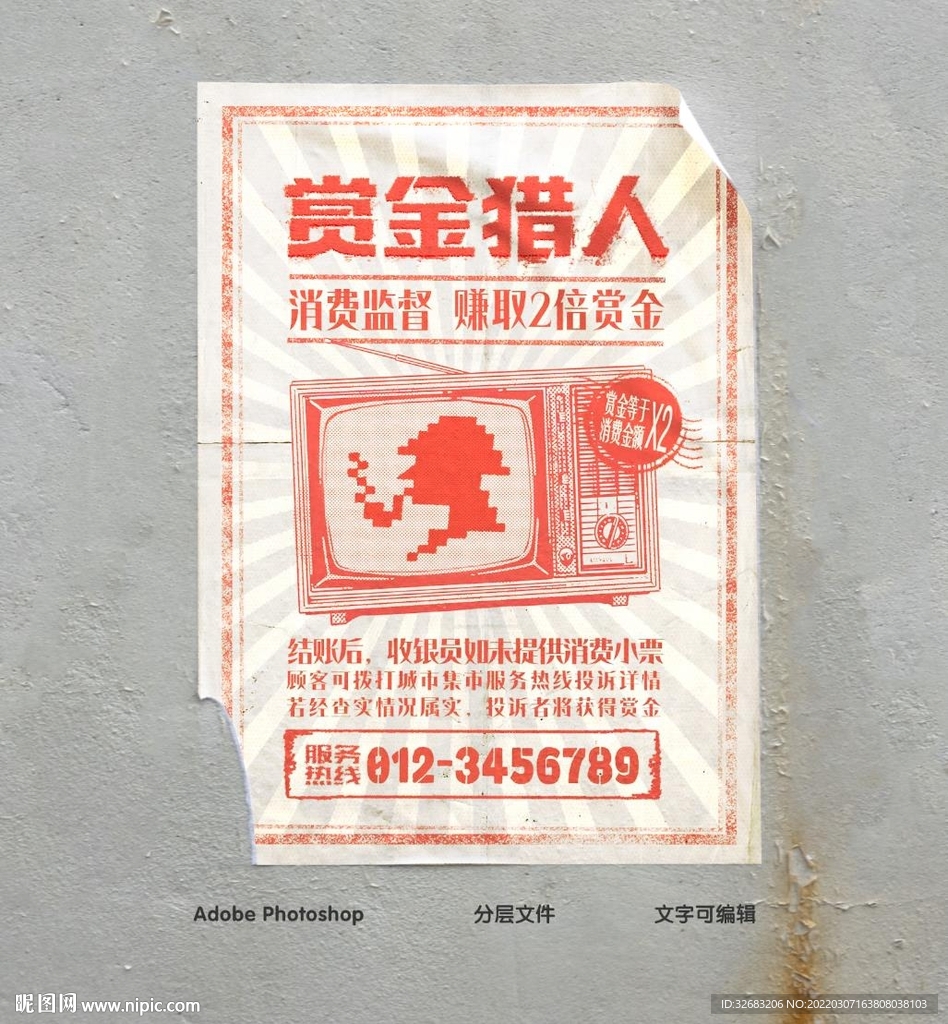 赏金猎人
消费监督 赚取2倍赏金
赏金等于
消费金额 X2
结账后，收银员如未提供消费小票
顾客可拨打城市集市服务热线投诉详情
若经查实情况属实，投诉者将获得赏金
服务
热线 012-3456789
Adobe Photoshop 分层文件 文字可编辑
昵图网 www.nipic.com
ID:32683206 NO:20220307163808038103